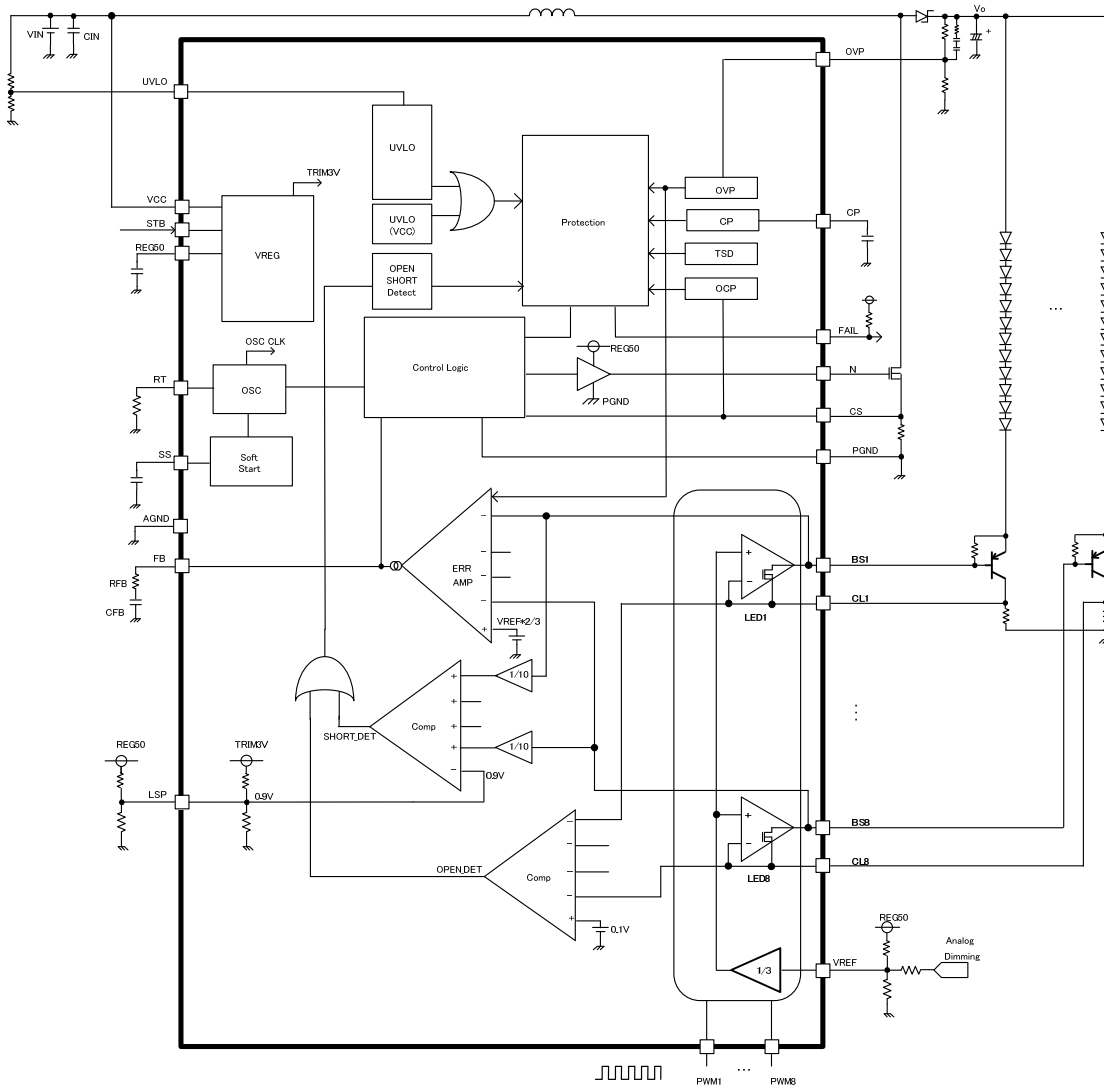 Vo
VIN
CIN
+
OVP
UVLO
UVLO
TRIM3V
OVP
VCC
STB
REG50
VREG
UVLO
(VCC)
Protection
CP
CP
TSD
OPEN
SHORT
Detect
OCP
...
FAIL
OSC CLK
REG50
RT
OSC
Control Logic
N
PGND
CS
SS
Soft
Start
PGND
AGND
FB
ERR
AMP
BS1
RFB
CFB
CL1
VREF*2/3
LED1
1/10
Comp
SHORT_DET
1/10
...
REG50
TRIM3V
0.9V
LSP
0.9V
BS8
OPEN_DET
Comp
LED8
CL8
0.1V
REG50
Analog
Dimming
VREF
1/3
PWM1
...
PWM8